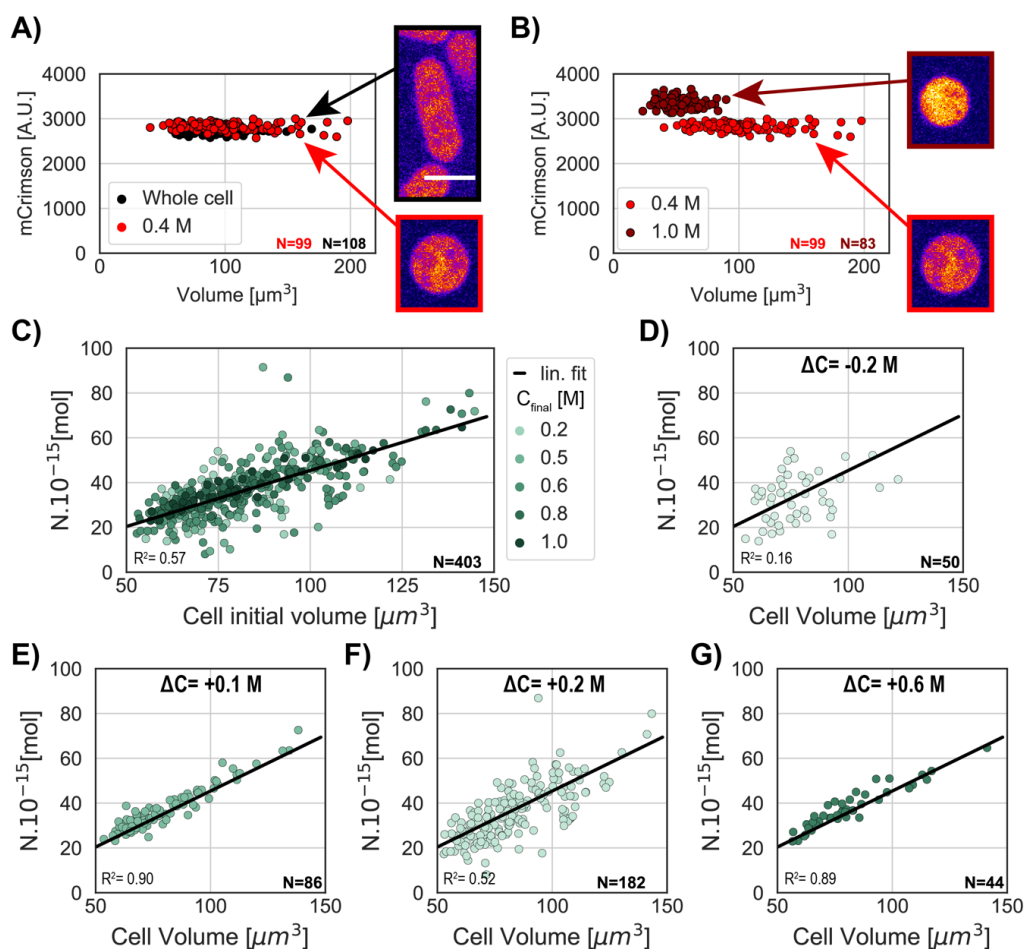 A)
B)
4000
3000
2000
1000
0
mCrimson [A.U.]
Whole cell
0.4 M
N=99 N=108
0 100 200
Volume [μm³]
4000
3000
2000
1000
0
mCrimson [A.U.]
0.4 M
1.0 M
N=99 N=83
0 100 200
Volume [μm³]
C)
100
80
60
40
20
0
N.10⁻¹⁵[mol]
R²= 0.57
N=403
50 75 100 125 150
Cell initial volume [μm³]
lin. fit
C_final [M]
0.2
0.5
0.6
0.8
1.0
D)
ΔC= -0.2 M
100
80
60
40
20
0
N.10⁻¹⁵[mol]
R²= 0.16
N=50
50 100 150
Cell Volume [μm³]
E)
ΔC= +0.1 M
100
80
60
40
20
0
N.10⁻¹⁵[mol]
R²= 0.90
N=86
50 100 150
Cell Volume [μm³]
F)
ΔC= +0.2 M
100
80
60
40
20
0
N.10⁻¹⁵[mol]
R²= 0.52
N=182
50 100 150
Cell Volume [μm³]
G)
ΔC= +0.6 M
100
80
60
40
20
0
N.10⁻¹⁵[mol]
R²= 0.89
N=44
50 100 150
Cell Volume [μm³]